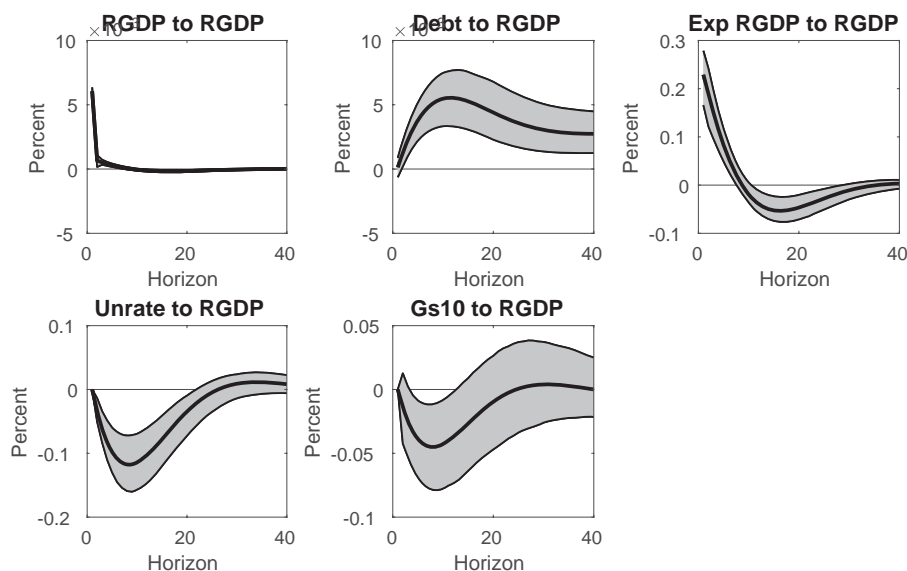 RGDP to RGDP Debt to RGDP Exp RGDP to RGDP
×10 ×10
10 10 0.3
5 5 0.2
0.1
0 0 0
-5 -5 -0.1
Percent Percent Percent
0 20 40 0 20 40 0 20 40
Horizon Horizon Horizon
Unrate to RGDP Gs10 to RGDP
0.1 0.05
0 0
-0.1 -0.05
-0.2 -0.1
Percent Percent
0 20 40 0 20 40
Horizon Horizon